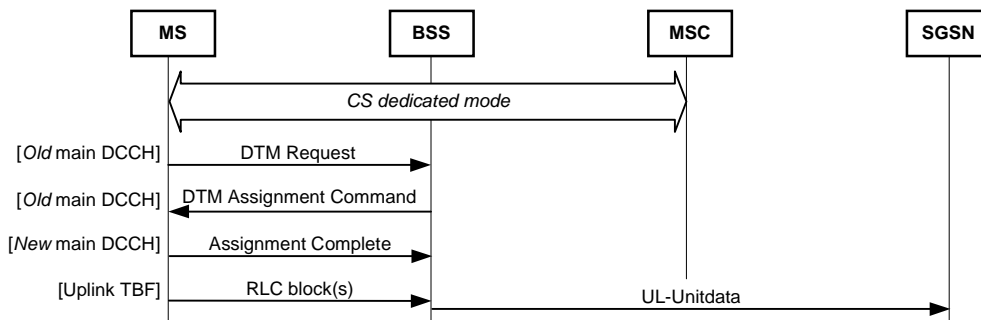 MS BSS MSC SGSN
CS dedicated mode
[Old main DCCH] DTM Request
[Old main DCCH] DTM Assignment Command
[New main DCCH] Assignment Complete
[Uplink TBF] RLC block(s)
UL-Unitdata